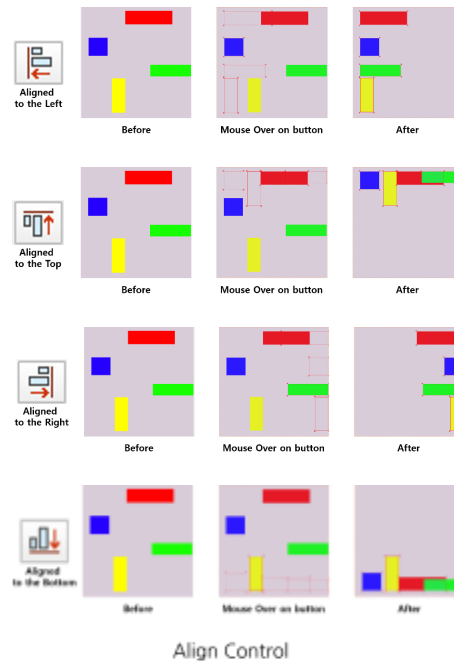 Aligned
to the Left
Before
Mouse Over on button
After
Aligned
to the Top
Before
Mouse Over on button
After
Aligned
to the Right
Before
Mouse Over on button
After
Aligned
to the Bottom
Before
Mouse Over on button
After
Align Control